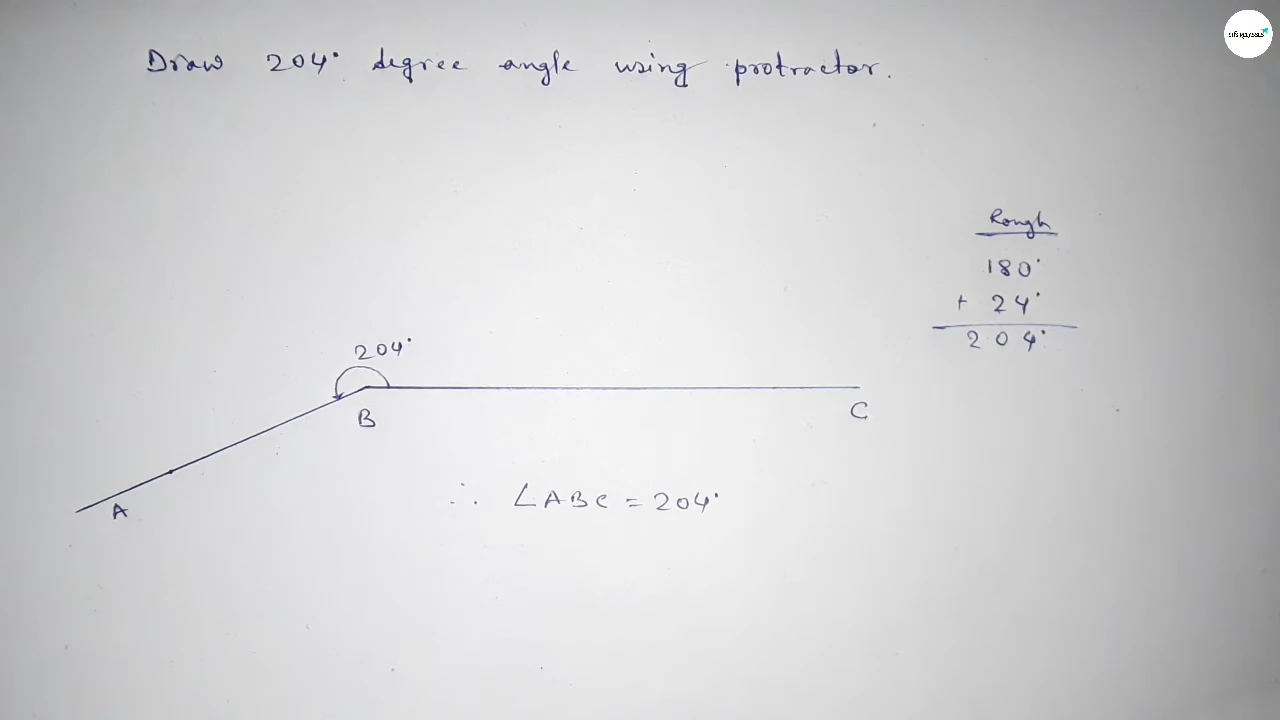 Draw 204° degree angle using protractor.
Rough
180°
+ 24°
204°
204°
B
C
A
∴ ∠ABC = 204°